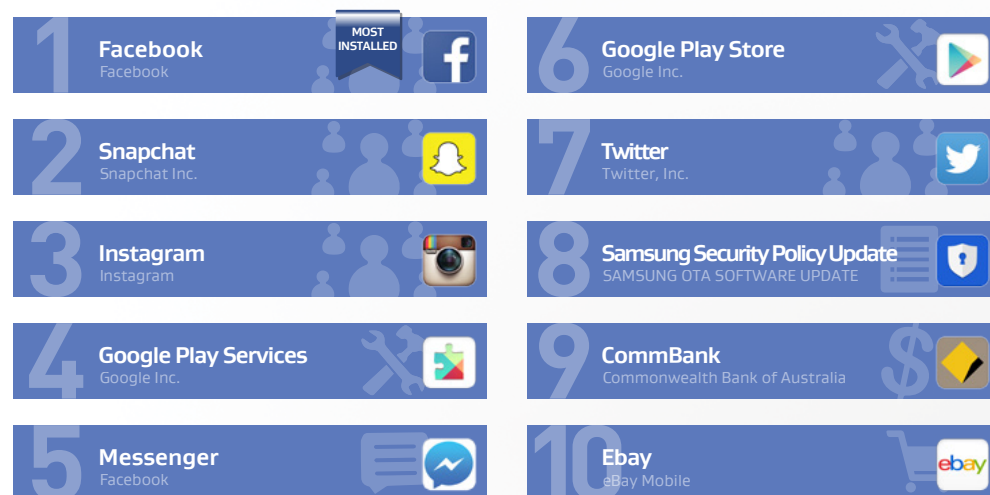 1
Facebook
Facebook
MOST
INSTALLED
2
Snapchat
Snapchat Inc.
3
Instagram
Instagram
4
Google Play Services
Google Inc.
5
Messenger
Facebook
6
Google Play Store
Google Inc.
7
Twitter
Twitter, Inc.
8
Samsung Security Policy Update
SAMSUNG OTA SOFTWARE UPDATE
9
CommBank
Commonwealth Bank of Australia
$
10
Ebay
eBay Mobile
ebay